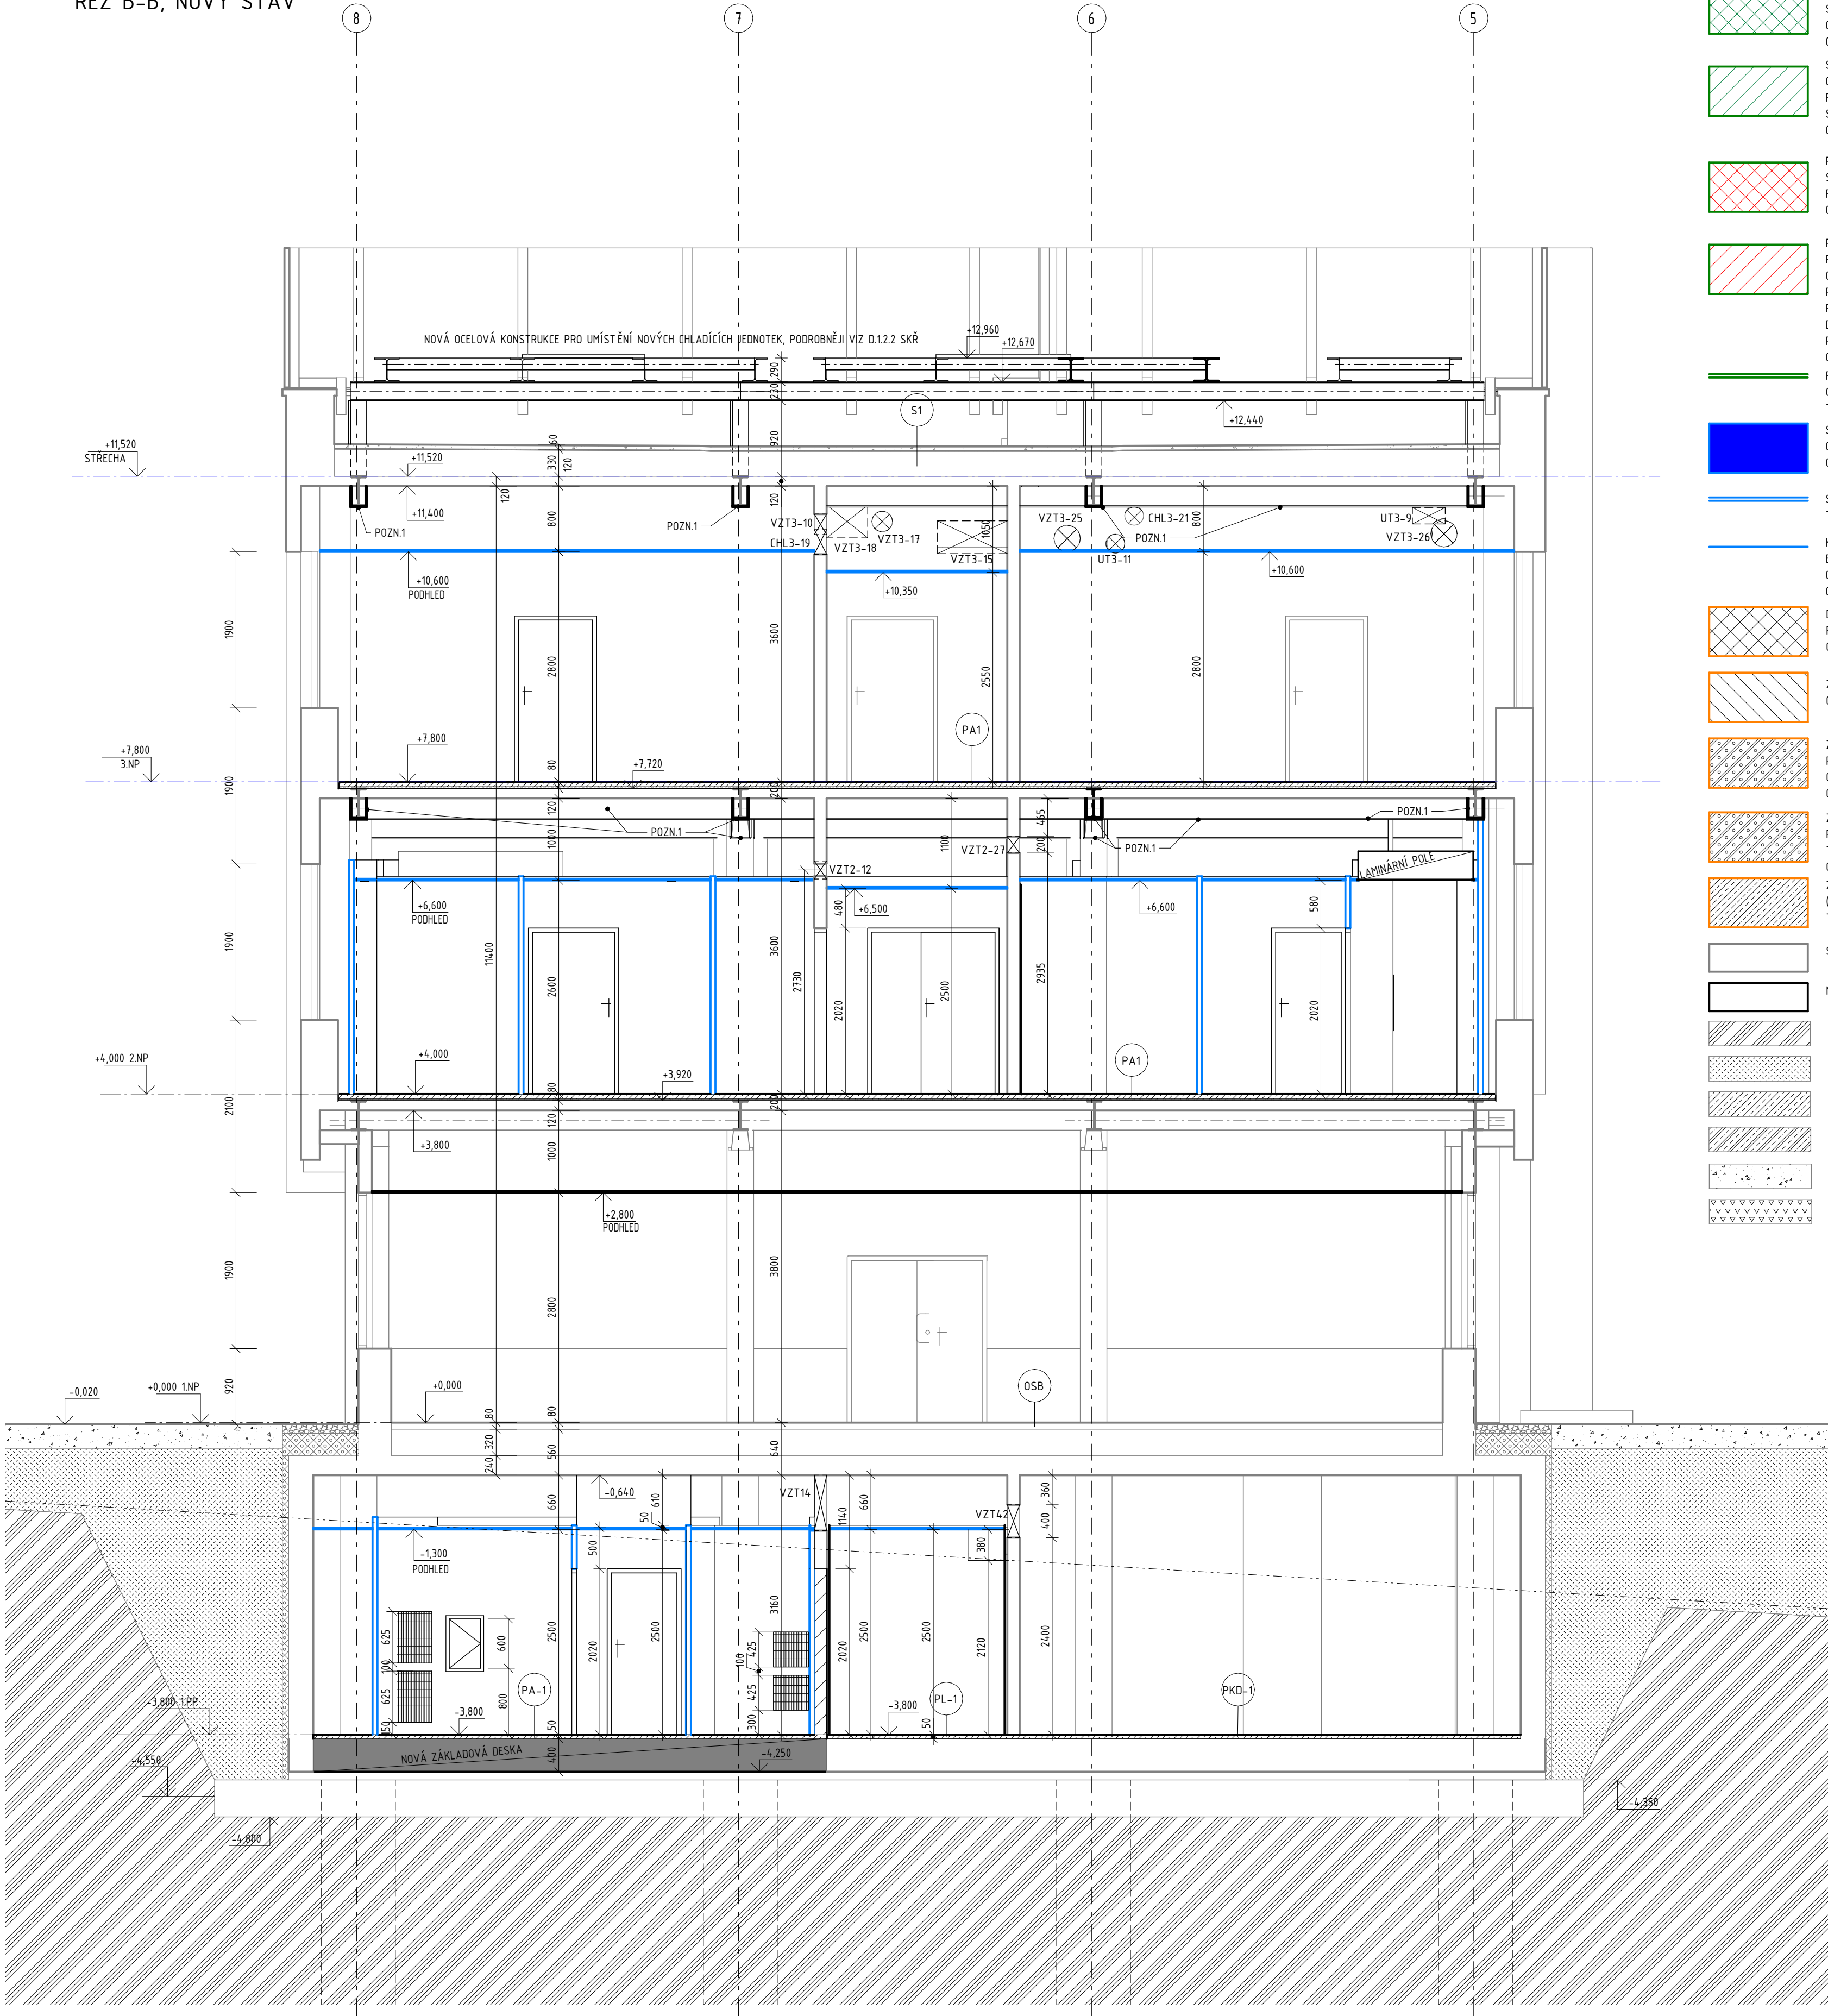 ŘEZ B-B, NOVÝ STAV
8
7
6
5
NOVÁ OCELOVÁ KONSTRUKCE PRO UMÍSTĚNÍ NOVÝCH CHLADÍCÍCH JEDNOTEK, PODROBNĚJI VIZ D.1.2.2 SKŘ
+12,960
+12,670
290
230
S1
+12,440
920
60
330
120
+11,520
STŘECHA
+11,520
120
+11,400
800
120
POZN.1
POZN.1
VZT3-10
CHL3-19
VZT3-18
VZT3-17
VZT3-15
1050
VZT3-25
CHL3-21
800
POZN.1
UT3-11
UT3-9
VZT3-26
+10,600
PODHLED
+10,350
+10,600
1900
2800
3600
2550
2800
PA1
+7,800
3.NP
+7,800
+7,720
80
200
1900
120
1000
POZN.1
1100
465
200
POZN.1
POZN.1
VZT2-27
VZT2-12
LAMINÁRNÍ POLE
+6,600
PODHLED
480
+6,500
+6,600
580
1900
11400
2600
3600
2730
2020
2500
2935
2020
PA1
+4,000 2.NP
+4,000
+3,920
80
200
2100
120
+3,800
1000
+2,800
PODHLED
1900
2800
3800
920
-0,020
+0,000 1.NP
+0,000
OSB
80
80
320
560
640
240
-0,640
660
610
50
VZT14
1140
660
VZT42
360
400
380
-1,300
PODHLED
500
625
100
625
150
600
800
2500
2020
2500
3160
425
100
425
300
2020
2500
2500
2120
2400
PA-1
PL-1
PKD-1
-3,800 1.PP
-3,800
-3,800
50
50
-4,550
NOVÁ ZÁKLADOVÁ DESKA
400
-4,250
-4,350
-4,800